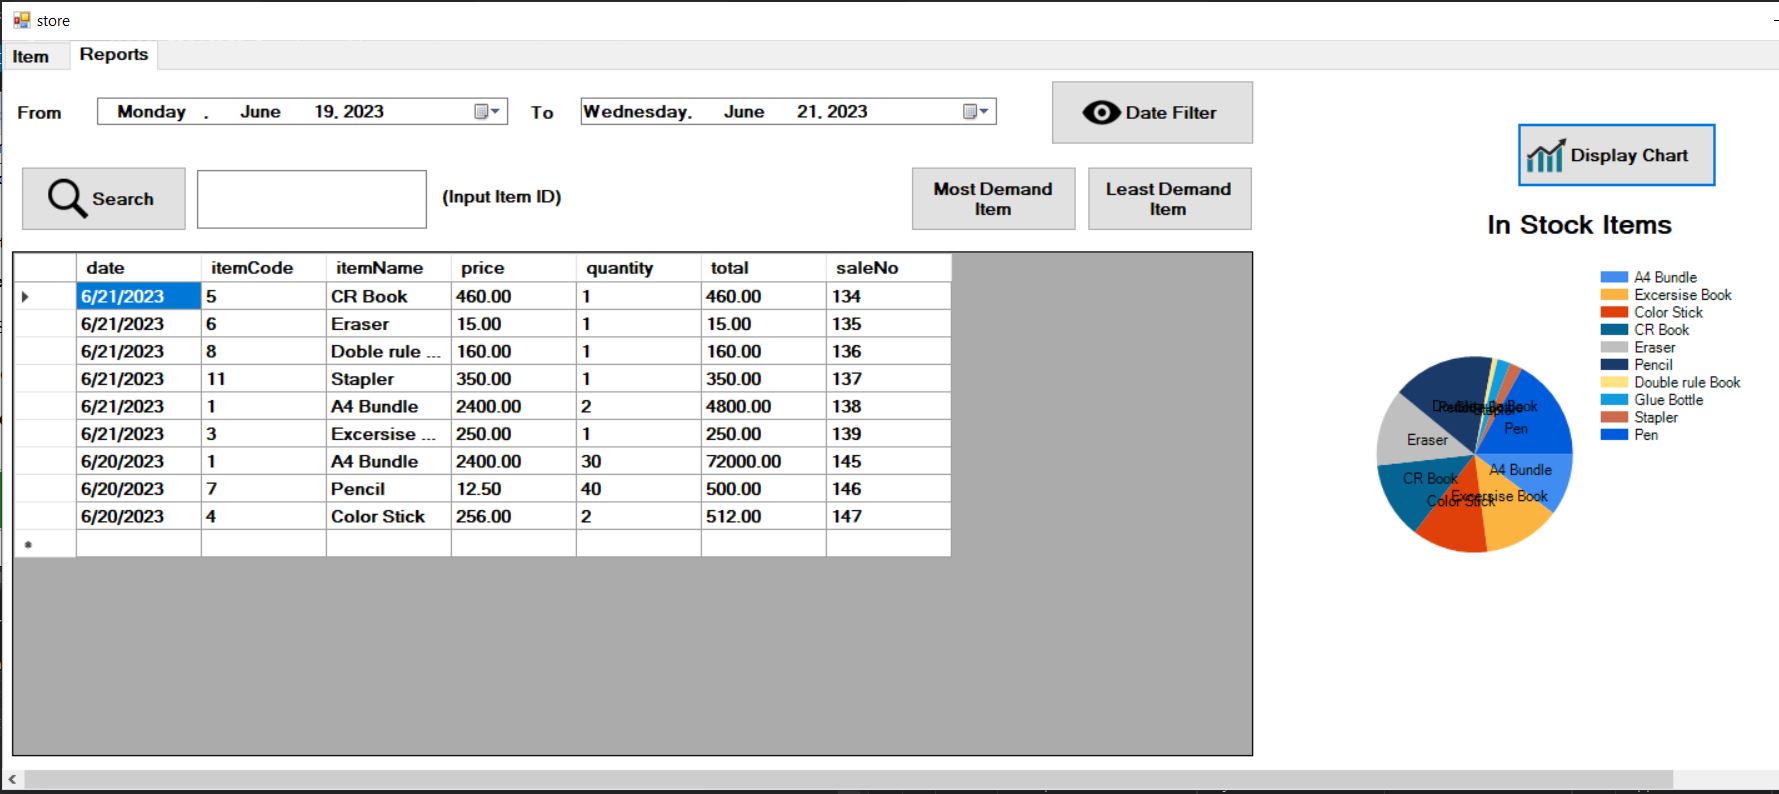 store
Item Reports
From Monday , June 19, 2023 To Wednesday, June 21, 2023 Date Filter
Display Chart
Search (Input Item ID) Most Demand Item Least Demand Item
In Stock Items
date itemCode itemName price quantity total saleNo
6/21/2023 5 CR Book 460.00 1 460.00 134
6/21/2023 6 Eraser 15.00 1 15.00 135
6/21/2023 8 Doble rule ... 160.00 1 160.00 136
6/21/2023 11 Stapler 350.00 1 350.00 137
6/21/2023 1 A4 Bundle 2400.00 2 4800.00 138
6/21/2023 3 Excersise ... 250.00 1 250.00 139
6/20/2023 1 A4 Bundle 2400.00 30 72000.00 145
6/20/2023 7 Pencil 12.50 40 500.00 146
6/20/2023 4 Color Stick 256.00 2 512.00 147
A4 Bundle
Excersise Book
Color Stick
CR Book
Eraser
Pencil
Double rule Book
Glue Bottle
Stapler
Pen
Pen
Eraser
A4 Bundle
CR Book
Excersise Book
Color Stick